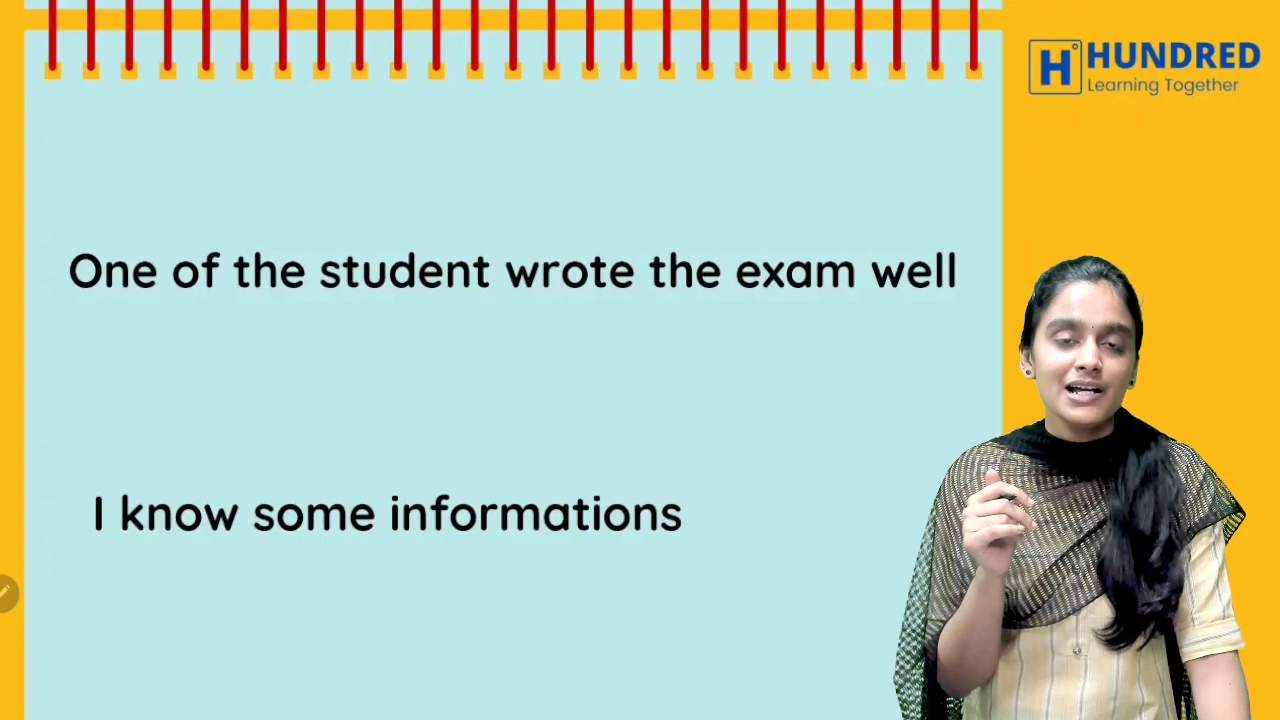 HUNDRED
Learning Together
One of the student wrote the exam well
I know some informations